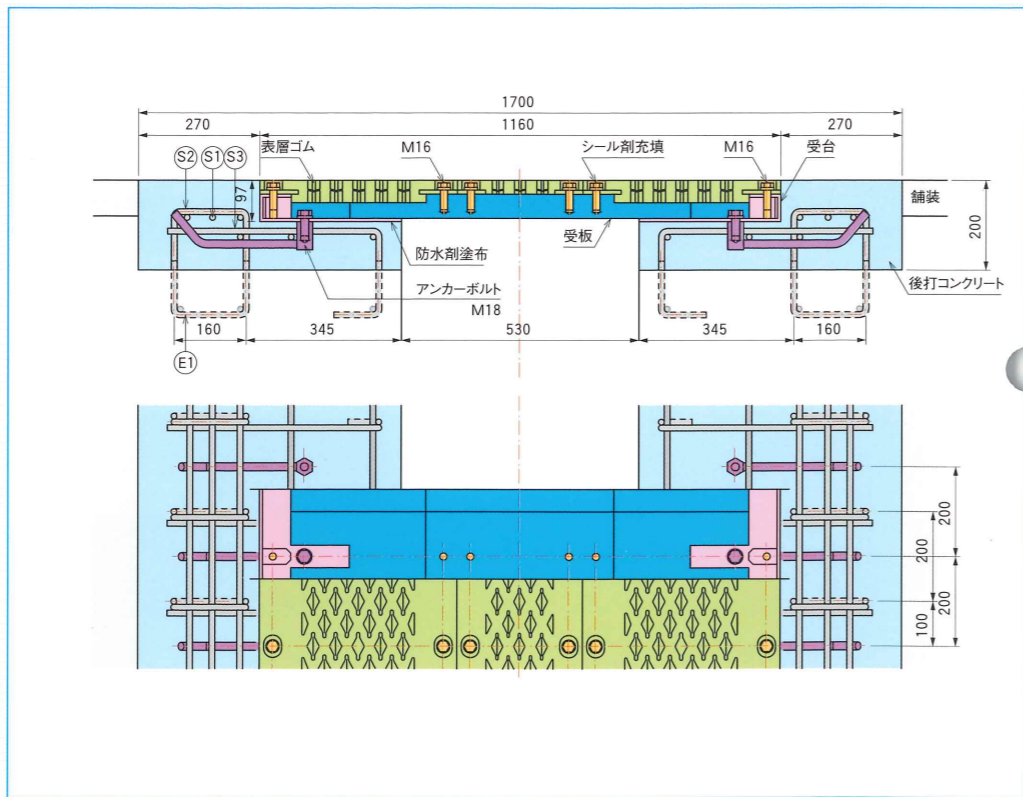 1700
270
1160
270
S2
S1
S3
表層ゴム
M16
シール剤充填
M16
受台
97
舗装
200
防水剤塗布
受板
アンカーボルト
M18
後打コンクリート
160
345
530
345
160
E1
200
200
200
100